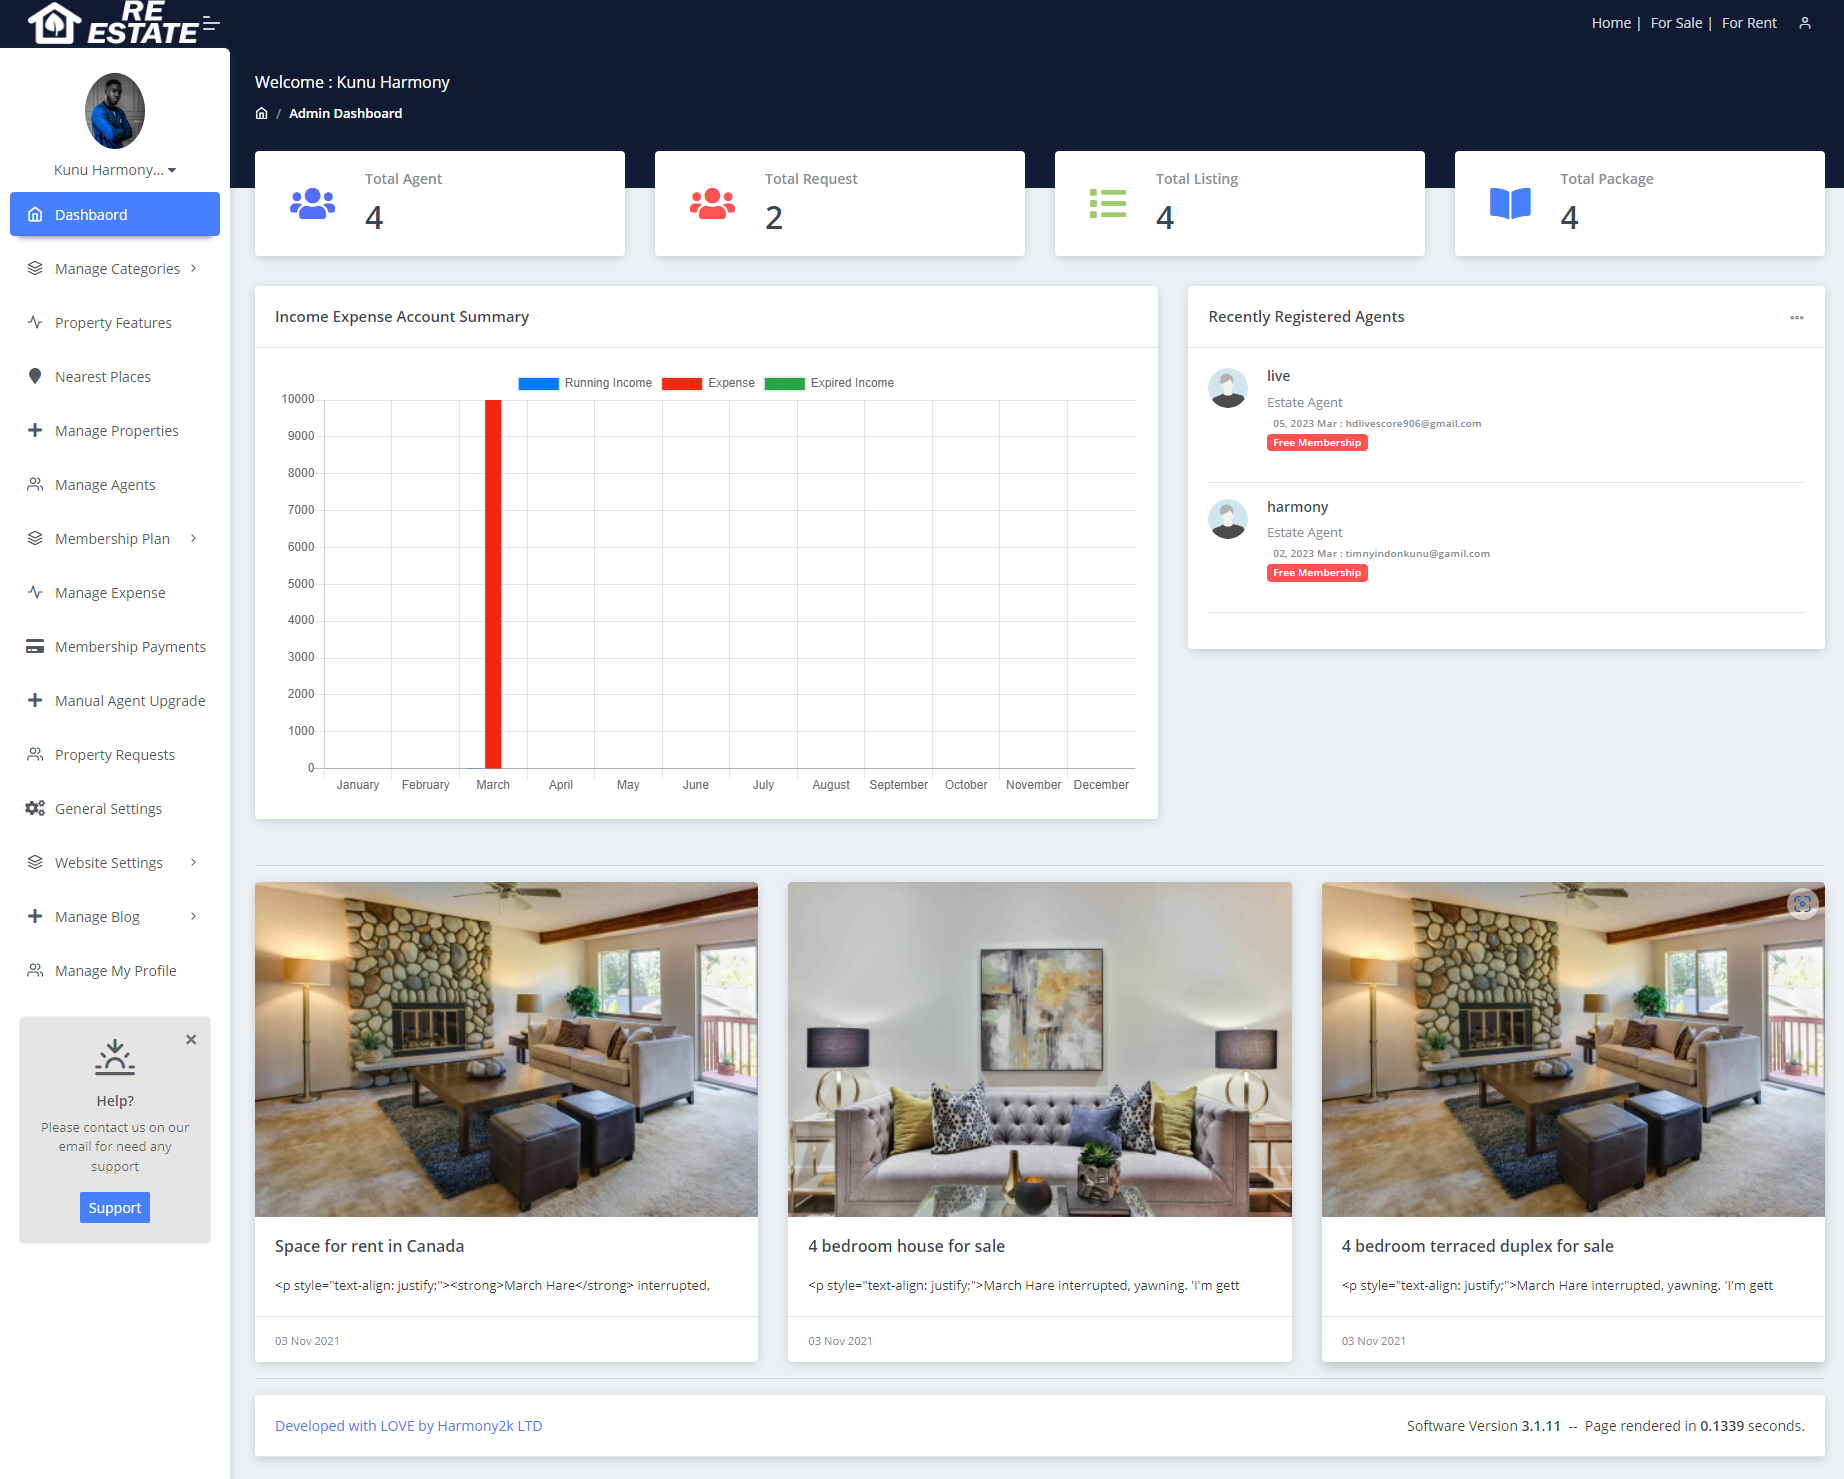 RE
ESTATE
Home | For Sale | For Rent
Kunu Harmony...
Dashbaord
Manage Categories
Property Features
Nearest Places
Manage Properties
Manage Agents
Membership Plan
Manage Expense
Membership Payments
Manual Agent Upgrade
Property Requests
General Settings
Website Settings
Manage Blog
Manage My Profile
Help?
Please contact us on our
email for need any
support
Support
Welcome : Kunu Harmony
/ Admin Dashboard
Total Agent
4
Total Request
2
Total Listing
4
Total Package
4
Income Expense Account Summary
Running Income Expense Expired Income
10000
9000
8000
7000
6000
5000
4000
3000
2000
1000
0
January February March April May June July August September October November December
Recently Registered Agents
live
Estate Agent
05, 2023 Mar : hdlivescore906@gmail.com
Free Membership
harmony
Estate Agent
02, 2023 Mar : timnyindonkunu@gamil.com
Free Membership
Space for rent in Canada
<p style="text-align: justify;"><strong>March Hare</strong> interrupted,
03 Nov 2021
4 bedroom house for sale
<p style="text-align: justify;">March Hare interrupted, yawning. 'I'm gett
03 Nov 2021
4 bedroom terraced duplex for sale
<p style="text-align: justify;">March Hare interrupted, yawning. 'I'm gett
03 Nov 2021
Developed with LOVE by Harmony2k LTD
Software Version 3.1.11 -- Page rendered in 0.1339 seconds.